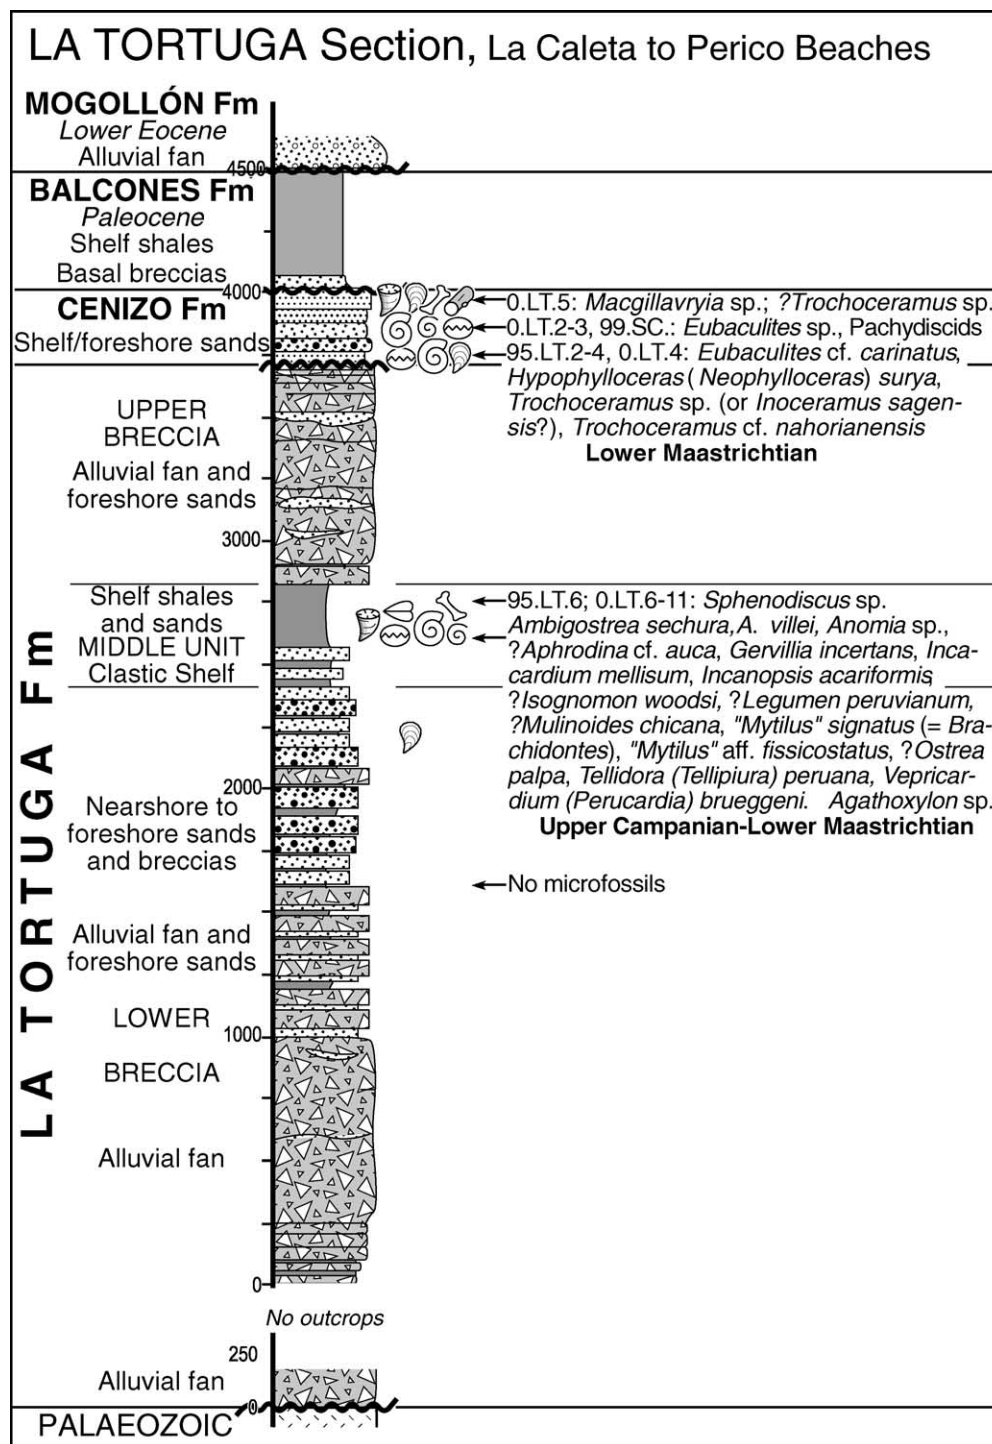 LA TORTUGA Section, La Caleta to Perico Beaches
MOGOLLÓN Fm
Lower Eocene
Alluvial fan
4500
BALCONES Fm
Paleocene
Shelf shales
Basal breccias
4000
CENIZO Fm
Shelf/foreshore sands
0.LT.5: Macgillavryia sp.; ?Trochoceramus sp.
0.LT.2-3, 99.SC.: Eubaculites sp., Pachydiscids
95.LT.2-4, 0.LT.4: Eubaculites cf. carinatus,
Hypophylloceras (Neophylloceras) surya,
Trochoceramus sp. (or Inoceramus sagen-
sis?), Trochoceramus cf. nahorianensis
Lower Maastrichtian
UPPER
BRECCIA
Alluvial fan and
foreshore sands
3000
Shelf shales
and sands
MIDDLE UNIT
Clastic Shelf
95.LT.6; 0.LT.6-11: Sphenodiscus sp.
Ambigostrea sechura, A. villei, Anomia sp.,
?Aphrodina cf. auca, Gervillia incertans, Inca-
cardium mellisum, Incanopsis acariformis,
?Isognomon woodsi, ?Legumen peruvianum,
?Mulinoides chicana, "Mytilus" signatus (= Bra-
chidontes), "Mytilus" aff. fissicostatus, ?Ostrea
palpa, Tellidora (Tellipiura) peruana, Vepricar-
dium (Perucardia) brueggeni. Agathoxylon sp.
Upper Campanian-Lower Maastrichtian
2000
Nearshore to
foreshore sands
and breccias
No microfossils
Alluvial fan and
foreshore sands
LOWER
1000
BRECCIA
Alluvial fan
0
LA TORTUGA Fm
No outcrops
250
Alluvial fan
0
PALAEOZOIC